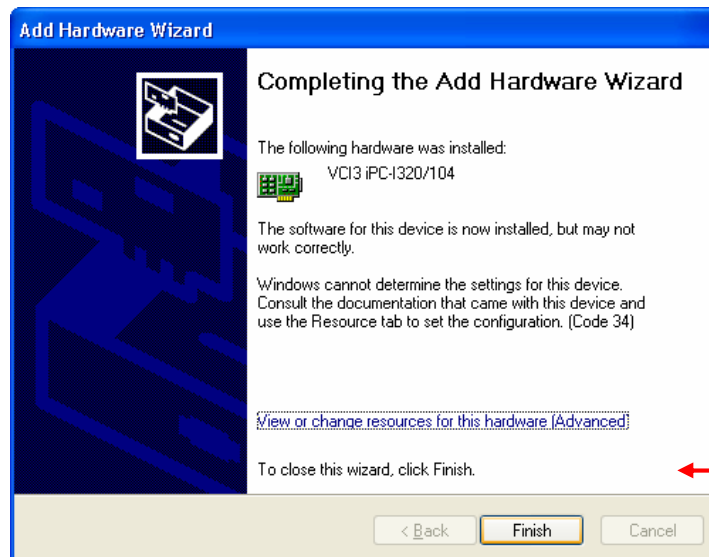 Add Hardware Wizard
Completing the Add Hardware Wizard
The following hardware was installed:
VCI3 iPC-I320/104
The software for this device is now installed, but may not
work correctly.
Windows cannot determine the settings for this device.
Consult the documentation that came with this device and
use the Resource tab to set the configuration. (Code 34)
View or change resources for this hardware (Advanced)
To close this wizard, click Finish.
< Back Finish Cancel